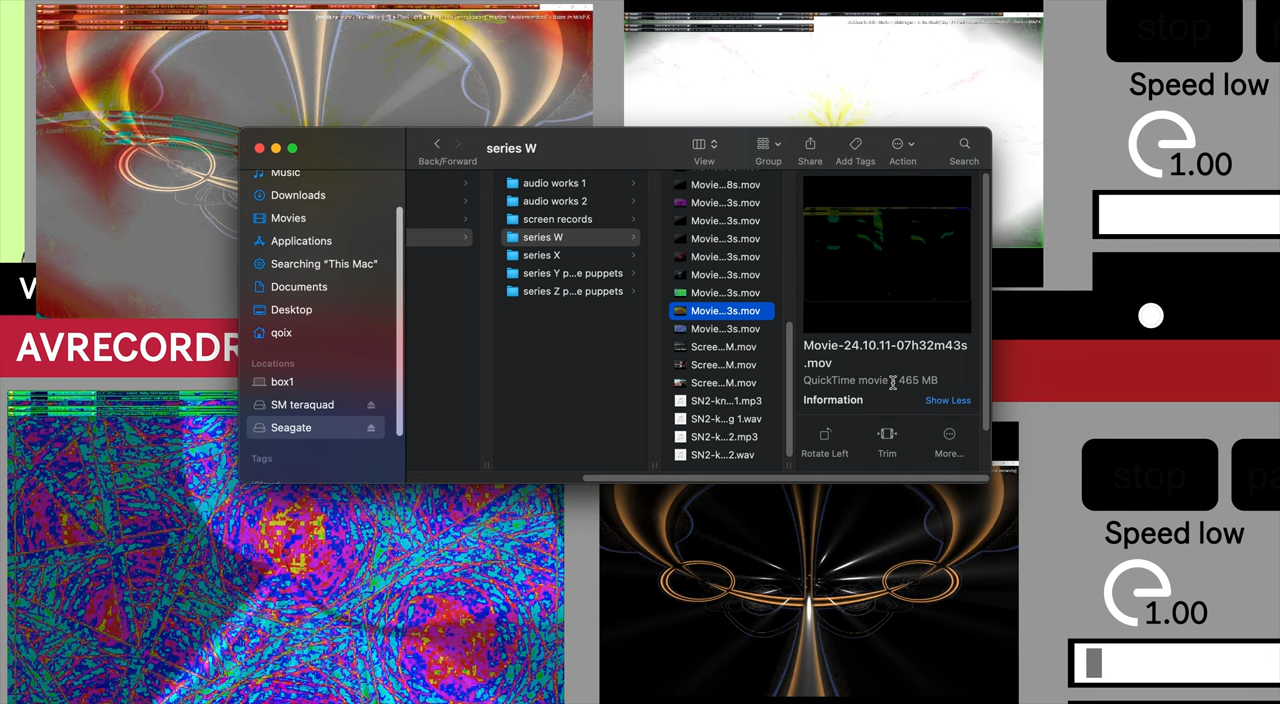 stop
Speed low
1.00
series W
Back/Forward
View
Group
Share
Add Tags
Action
Search
Music
Downloads
Movies
Applications
Searching “This Mac”
Documents
Desktop
qoix
Locations
box1
SM teraquad
Seagate
Tags
audio works 1
audio works 2
screen records
series W
series X
series Y p...e puppets
series Z p...e puppets
Movie...8s.mov
Movie...3s.mov
Movie...3s.mov
Movie...3s.mov
Movie...3s.mov
Movie...3s.mov
Movie...3s.mov
Movie...3s.mov
Movie...3s.mov
Scree...M.mov
Scree...M.mov
Scree...M.mov
SN2-kn...1.mp3
SN2-k...g 1.wav
SN2-k...2.mp3
SN2-k...2.wav
Movie-24.10.11-07h32m43s
.mov
QuickTime movie
465 MB
Information
Show Less
Rotate Left
Trim
More...
AVRECORDR
stop
Speed low
1.00